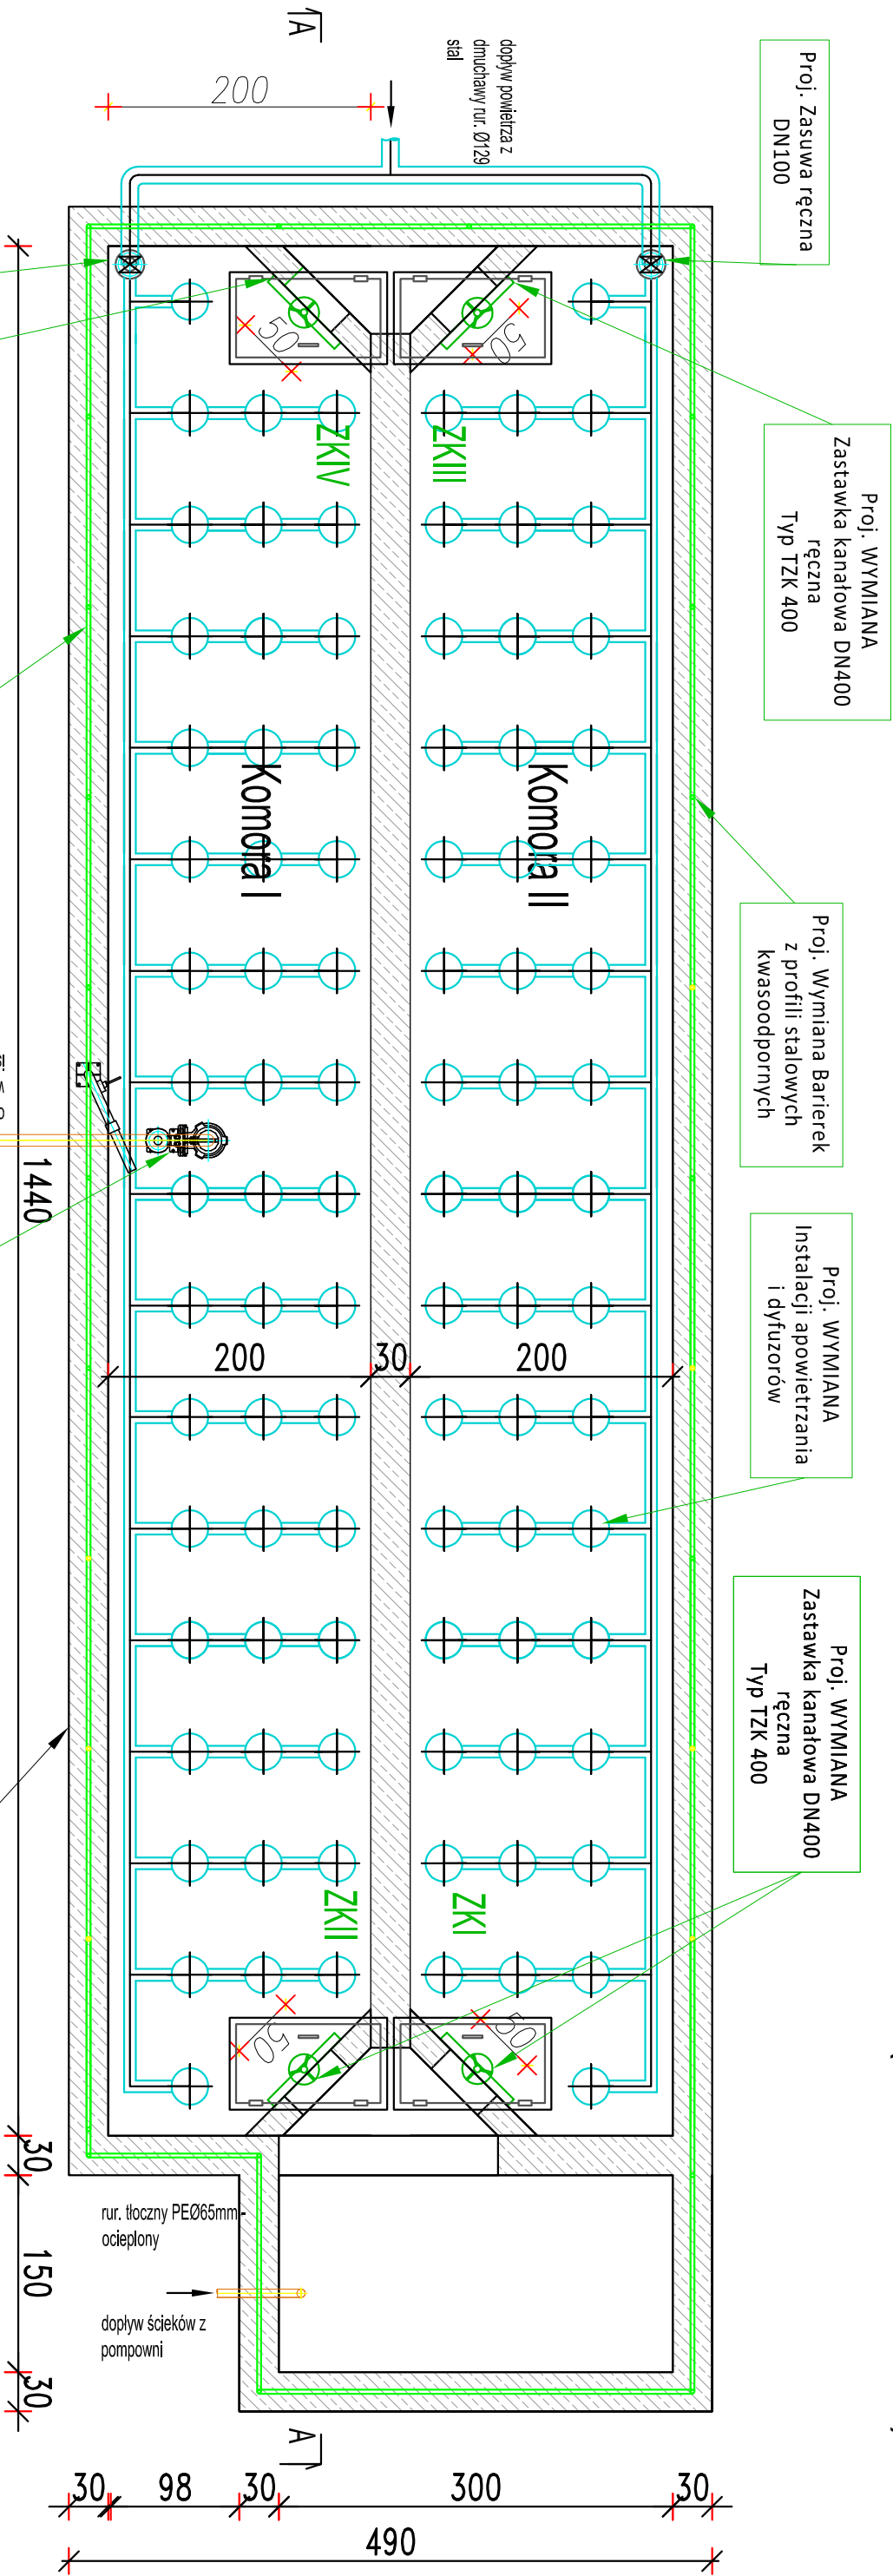 Proj. Zasuwa ręczna
DN100
Proj. WYMIANA
Zastawka kanałowa DN400
ręczna
Typ TZK 400
Proj. Wymiana Barierek
z profili stalowych
kwasoodpornych
Proj. WYMIANA
Instalacji apowietrzania
i dyfuzorów
Proj. WYMIANA
Zastawka kanałowa DN400
ręczna
Typ TZK 400
A
200
dopływ powietrza z
dmuchawy rur. Ø129
stal
50
50
ZKIV
ZKIII
Komora I
Komora II
200
30
200
ZKII
ZKI
50
50
1440
30
150
30
rur. tłoczny PEØ65mm -
ocieplony
dopływ ścieków z
pompowni
A
30
98
30
300
30
490